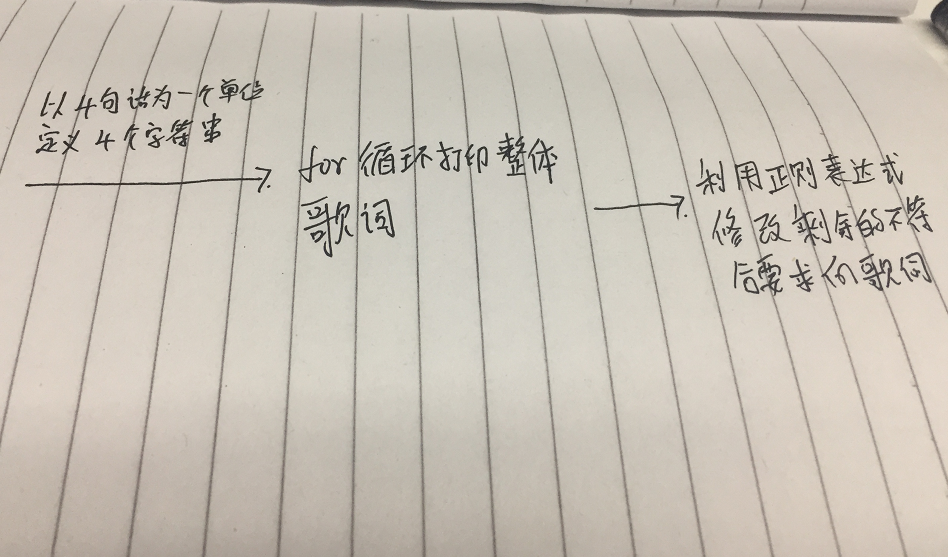 以4句话为一个单位
定义4个字符串
for循环打印整体
歌词
利用正则表达式
修改剩余的不符
合要求的歌词